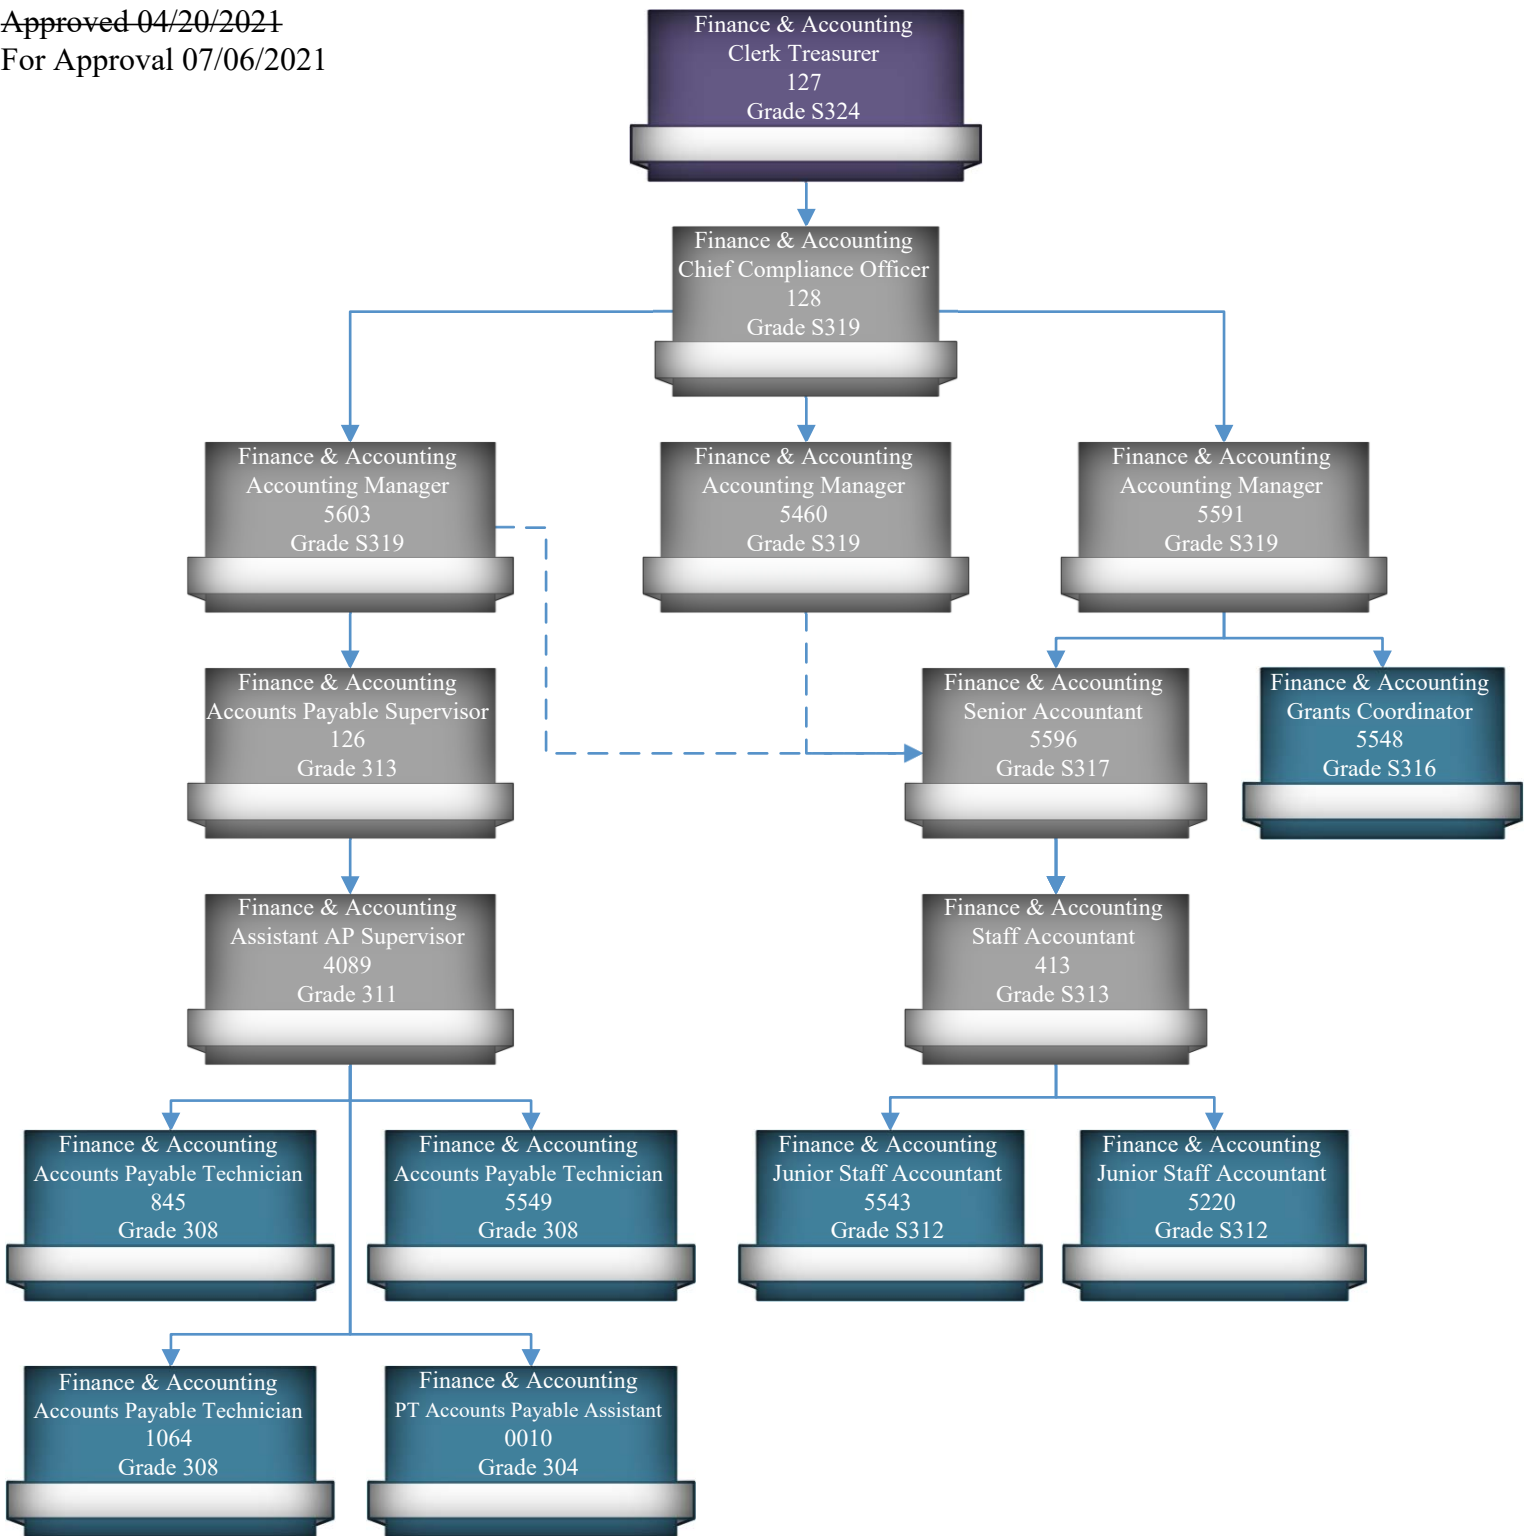 Approved 04/20/2021
For Approval 07/06/2021
Finance & Accounting
Clerk Treasurer
127
Grade S324
Finance & Accounting
Chief Compliance Officer
128
Grade S319
Finance & Accounting
Accounting Manager
5603
Grade S319
Finance & Accounting
Accounting Manager
5460
Grade S319
Finance & Accounting
Accounting Manager
5591
Grade S319
Finance & Accounting
Accounts Payable Supervisor
126
Grade 313
Finance & Accounting
Senior Accountant
5596
Grade S317
Finance & Accounting
Grants Coordinator
5548
Grade S316
Finance & Accounting
Assistant AP Supervisor
4089
Grade 311
Finance & Accounting
Staff Accountant
413
Grade S313
Finance & Accounting
Accounts Payable Technician
845
Grade 308
Finance & Accounting
Accounts Payable Technician
5549
Grade 308
Finance & Accounting
Junior Staff Accountant
5543
Grade S312
Finance & Accounting
Junior Staff Accountant
5220
Grade S312
Finance & Accounting
Accounts Payable Technician
1064
Grade 308
Finance & Accounting
PT Accounts Payable Assistant
0010
Grade 304